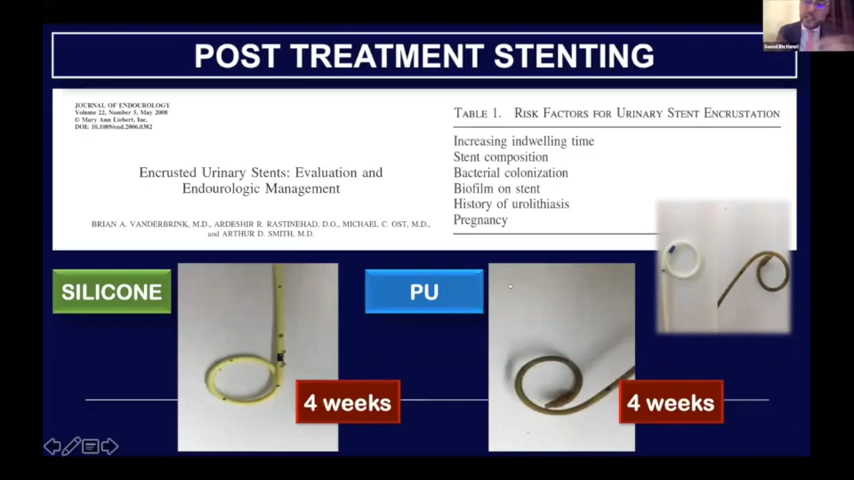 POST TREATMENT STENTING
JOURNAL OF ENDOUROLOGY
Volume 22, Number 5, May 2008
© Mary Ann Liebert, Inc.
DOI: 10.1089/end.2006.0382
Encrusted Urinary Stents: Evaluation and
Endourologic Management
BRIAN A. VANDERBRINK, M.D., ARDESHIR R. RASTINEHAD, D.O., MICHAEL C. OST, M.D.,
and ARTHUR D. SMITH, M.D.
TABLE 1. RISK FACTORS FOR URINARY STENT ENCRUSTATION
Increasing indwelling time
Stent composition
Bacterial colonization
Biofilm on stent
History of urolithiasis
Pregnancy
SILICONE
4 weeks
PU
4 weeks